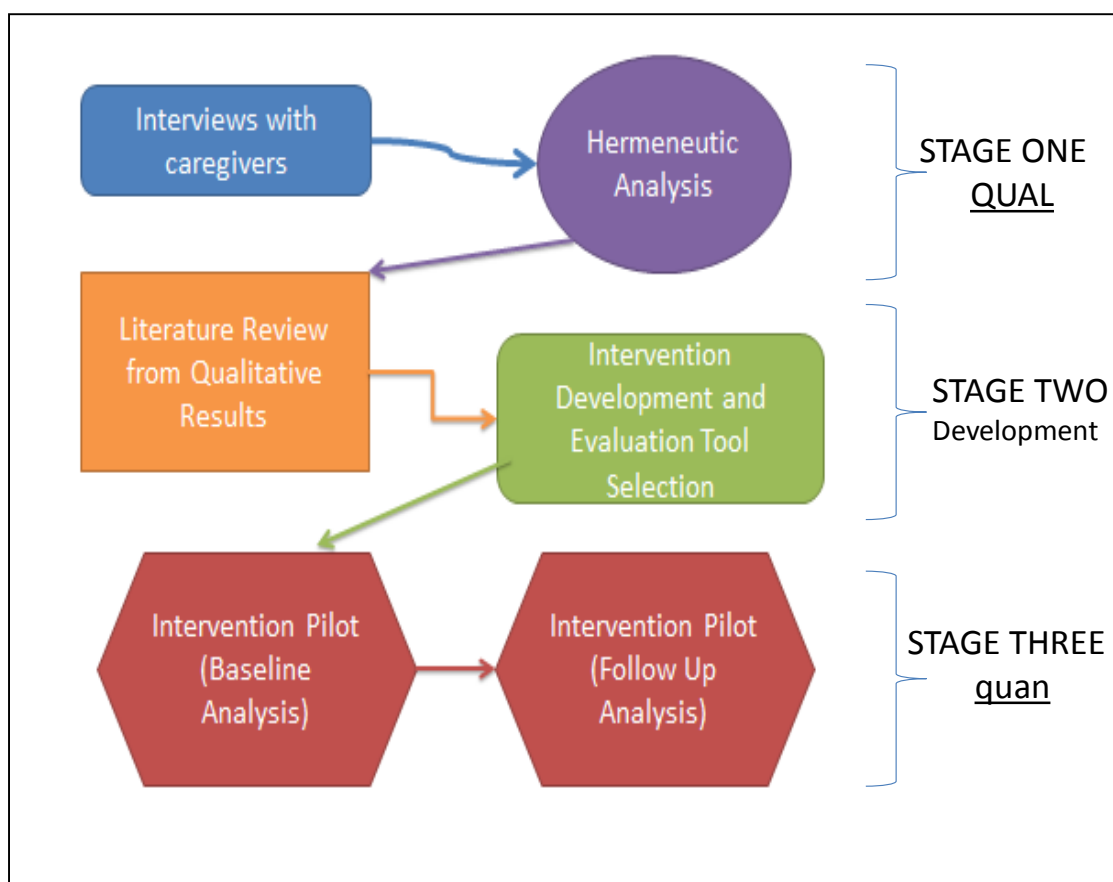 Interviews with
caregivers
Hermeneutic
Analysis
STAGE ONE
QUAL
Literature Review
from Qualitative
Results
Intervention
Development and
Evaluation Tool
Selection
STAGE TWO
Development
Intervention Pilot
(Baseline
Analysis)
Intervention Pilot
(Follow Up
Analysis)
STAGE THREE
quan